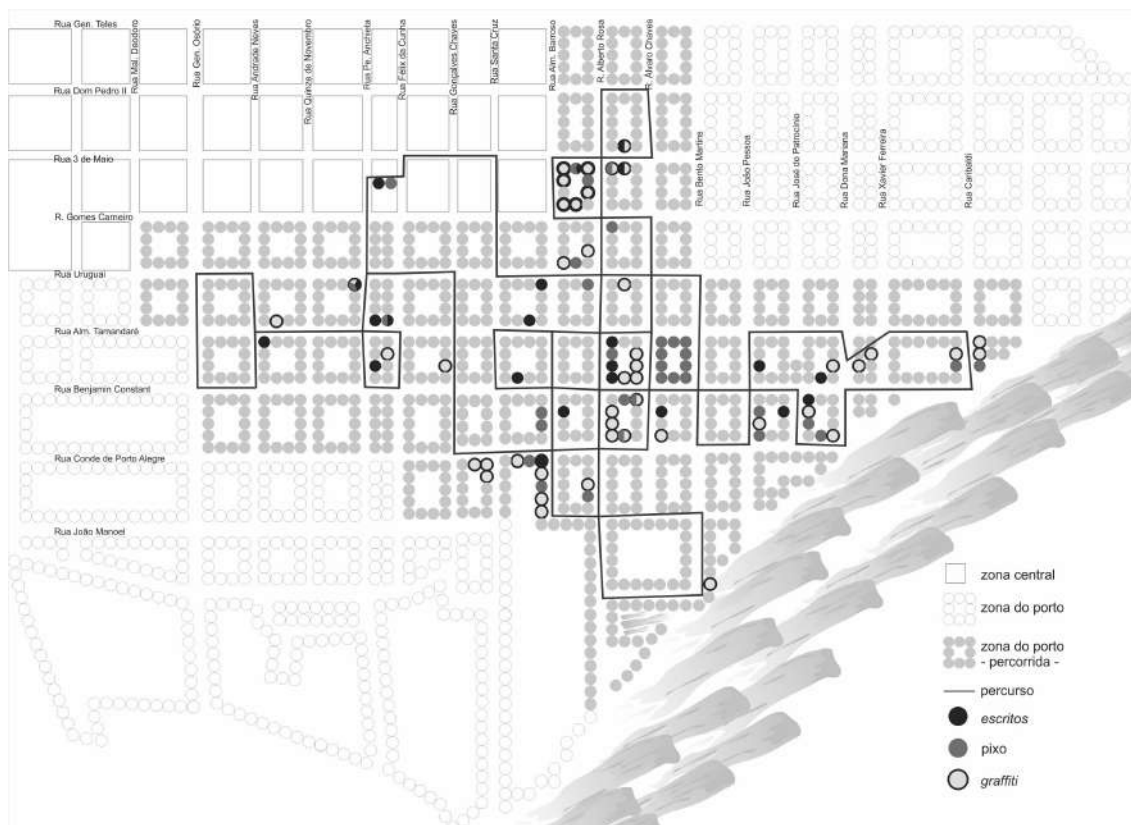 Rua Gen. Teles
Rua Mal. Deodoro
Rua Gen. Osório
Rua Andrade Neves
Rua Quinze de Novembro
Rua Pe. Anchieta
Rua Félix da Cunha
Rua Gonçalves Chaves
Rua Santa Cruz
Rua Alm. Barroso
R. Alberto Rosa
R. Alvaro Chaves
Rua Dom Pedro II
Rua 3 de Maio
Rua Bento Martins
Rua João Pessoa
Rua José do Patrocínio
Rua Dona Mariana
Rua Xavier Ferreira
Rua Garibaldi
R. Gomes Carneiro
Rua Uruguai
Rua Alm. Tamandaré
Rua Benjamin Constant
Rua Conde de Porto Alegre
Rua João Manoel
zona central
zona do porto
zona do porto
- percorrida -
percurso
escritos
pixo
graffiti